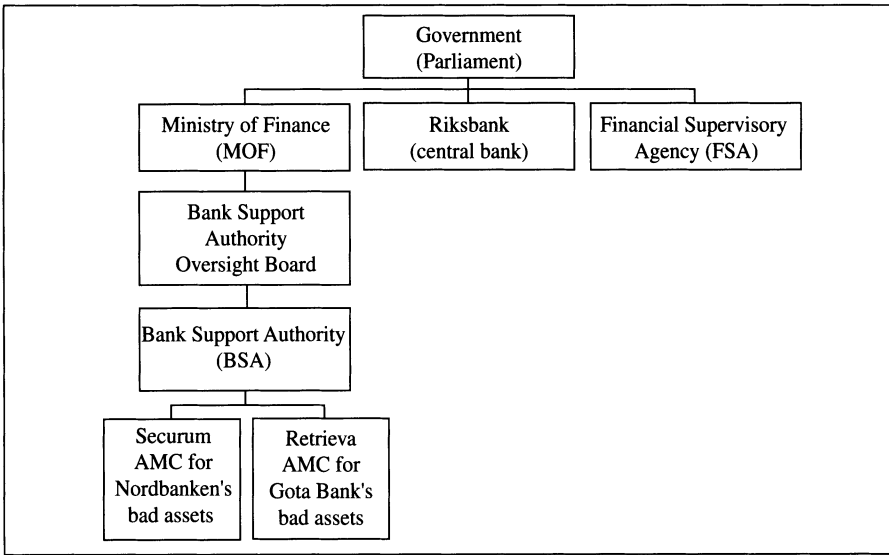 Government
(Parliament)
Ministry of Finance
(MOF)
Riksbank
(central bank)
Financial Supervisory
Agency (FSA)
Bank Support
Authority
Oversight Board
Bank Support Authority
(BSA)
Securum
AMC for
Nordbanken's
bad assets
Retrieva
AMC for
Gota Bank's
bad assets